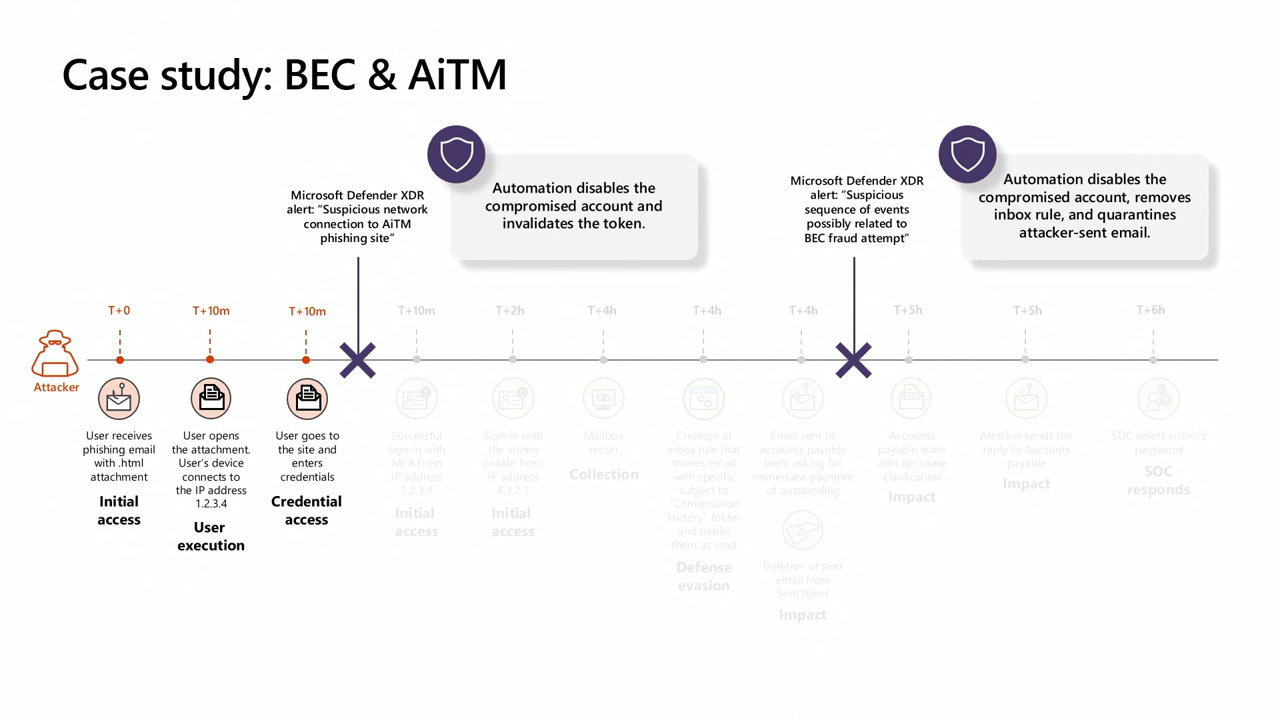 Case study: BEC & AiTM
Microsoft Defender XDR
alert: “Suspicious network
connection to AiTM
phishing site”
Automation disables the
compromised account and
invalidates the token.
Microsoft Defender XDR
alert: “Suspicious
sequence of events
possibly related to
BEC fraud attempt”
Automation disables the
compromised account, removes
inbox rule, and quarantines
attacker-sent email.
Attacker
T+0
User receives
phishing email
with .html
attachment
Initial
access
T+10m
User opens
the attachment.
User’s device
connects to
the IP address
1.2.3.4
User
execution
T+10m
User goes to
the site and
enters
credentials
Credential
access
T+10m
Successful
sign-in with
MFA from
IP address
1.2.3.4
Initial
access
T+2h
Sign-in with
the stolen
cookie from
IP address
4.3.2.1
Initial
access
T+4h
Mailbox
recon
Collection
T+4h
Creation of
inbox rule that
moves email
with specific
subject to
“Conversation
History” folder
and marks
them as read
Defense
evasion
T+4h
Email sent to
accounts payable
team asking for
immediate payment
of outstanding
Deletion of sent
email from
Sent Items
Impact
T+5h
Accounts
payable team
asks for some
clarification
Impact
T+5h
Attacker sends the
reply to Accounts
payable
Impact
T+6h
SOC resets victim’s
password
SOC
responds